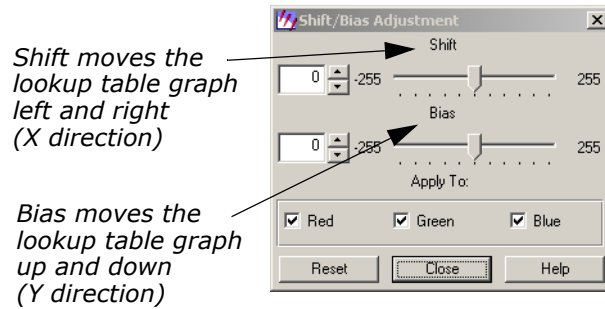 Shift/Bias Adjustment
Shift moves the
lookup table graph
left and right
(X direction)
Shift
0 -255 255
Bias
0 -255 255
Apply To:
Bias moves the
lookup table graph
up and down
(Y direction)
Red Green Blue
Reset Close Help